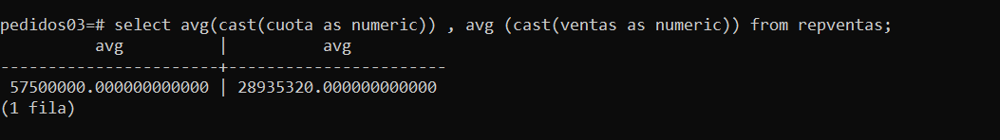 pedidos03=# select avg(cast(cuota as numeric)) , avg (cast(ventas as numeric)) from repventas;
          avg          |          avg
-----------------------+-----------------------
 57500000.000000000000 | 28935320.000000000000
(1 fila)